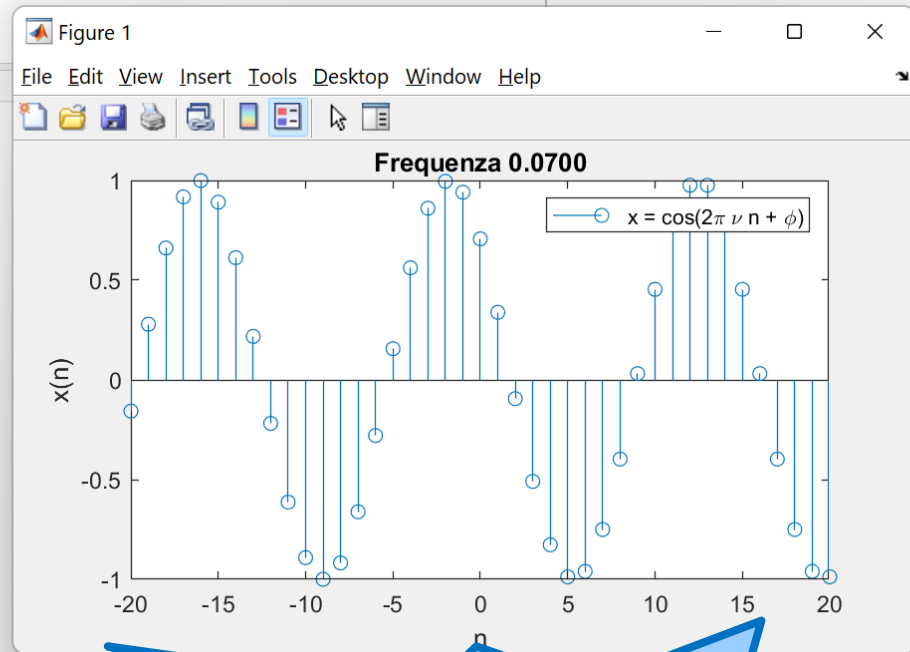 Figure 1
File Edit View Insert Tools Desktop Window Help
Frequenza 0.0700
x = cos(2π ν n + ϕ)
1
0.5
0
-0.5
-1
x(n)
-20 -15 -10 -5 0 5 10 15 20
n